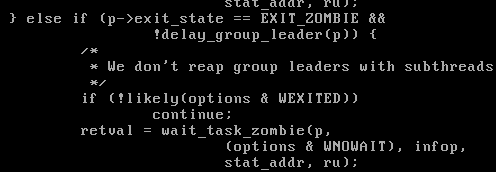 stat_addr, ru);
} else if (p->exit_state == EXIT_ZOMBIE &&
!delay_group_leader(p)) {
/*
* We don't reap group leaders with subthreads
*/
if (!likely(options & WEXITED))
continue;
retval = wait_task_zombie(p,
(options & WNOWAIT), infop,
stat_addr, ru);